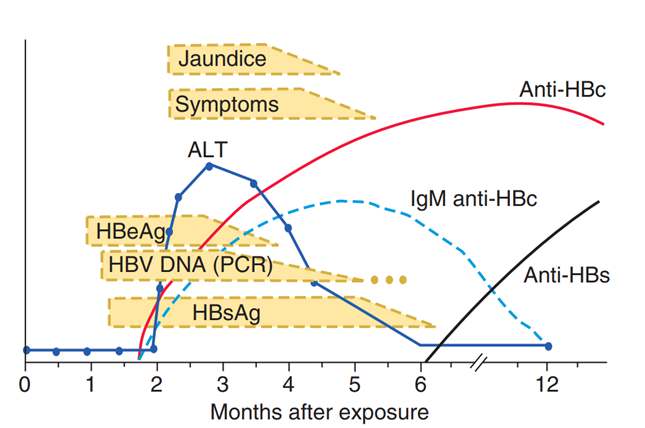 Jaundice
Anti-HBc
Symptoms
ALT
IgM anti-HBc
HBeAg
HBV DNA (PCR)
Anti-HBs
HBsAg
0 1 2 3 4 5 6 12
Months after exposure